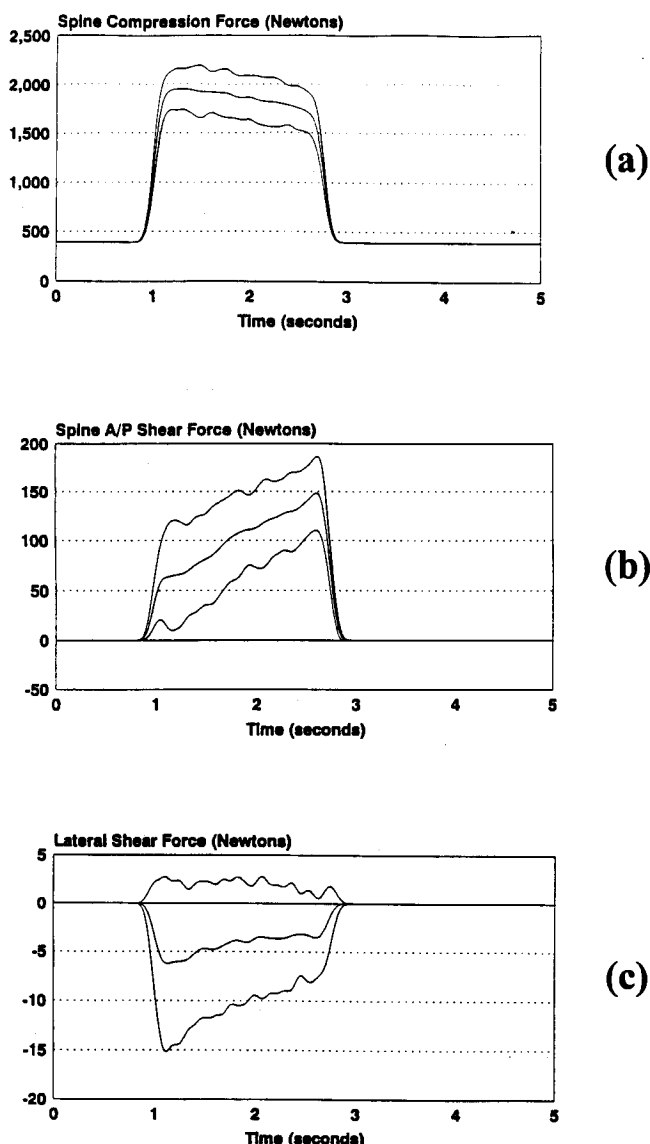 Spine Compression Force (Newtons)
2,500
2,000
1,500
1,000
500
0
0 1 2 3 4 5
Time (seconds)
(a)
Spine A/P Shear Force (Newtons)
200
150
100
50
0
-50
0 1 2 3 4 5
Time (seconds)
(b)
Lateral Shear Force (Newtons)
5
0
-5
-10
-15
-20
0 1 2 3 4 5
Time (seconds)
(c)